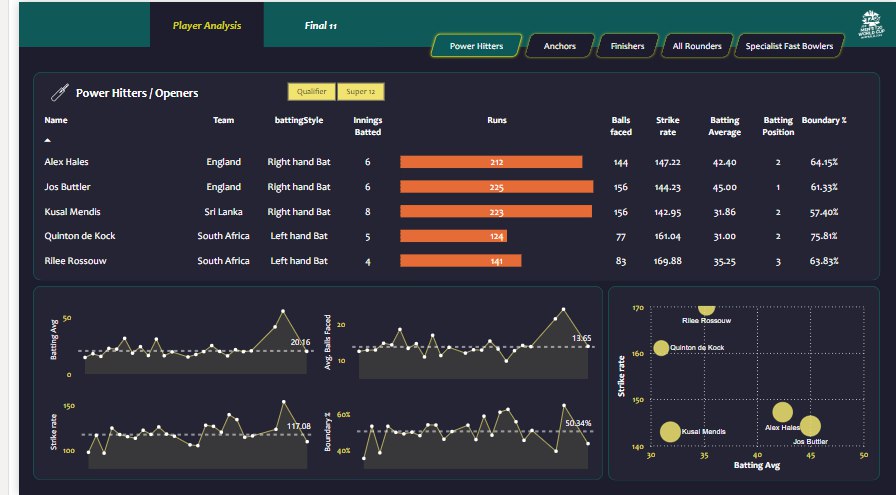 Player Analysis
Final 11
T20
MEN'S T20
WORLD CUP
Power Hitters
Anchors
Finishers
All Rounders
Specialist Fast Bowlers
Power Hitters / Openers
Qualifier
Super 12
Name Team battingStyle Innings Batted Runs Balls faced Strike rate Batting Average Batting Position Boundary %
Alex Hales England Right hand Bat 6 212 144 147.22 42.40 2 64.15%
Jos Buttler England Right hand Bat 6 225 156 144.23 45.00 1 61.33%
Kusal Mendis Sri Lanka Right hand Bat 8 223 156 142.95 31.86 2 57.40%
Quinton de Kock South Africa Left hand Bat 5 124 77 161.04 31.00 2 75.81%
Rilee Rossouw South Africa Left hand Bat 4 141 83 169.88 35.25 3 63.83%
Batting Avg
50
0
20.16
Avg. Balls Faced
20
10
13.65
Strike rate
150
100
117.08
Boundary %
60%
40%
50.34%
Strike rate
170
160
150
140
Rilee Rossouw
Quinton de Kock
Kusal Mendis
Alex Hales
Jos Buttler
30 35 40 45 50
Batting Avg